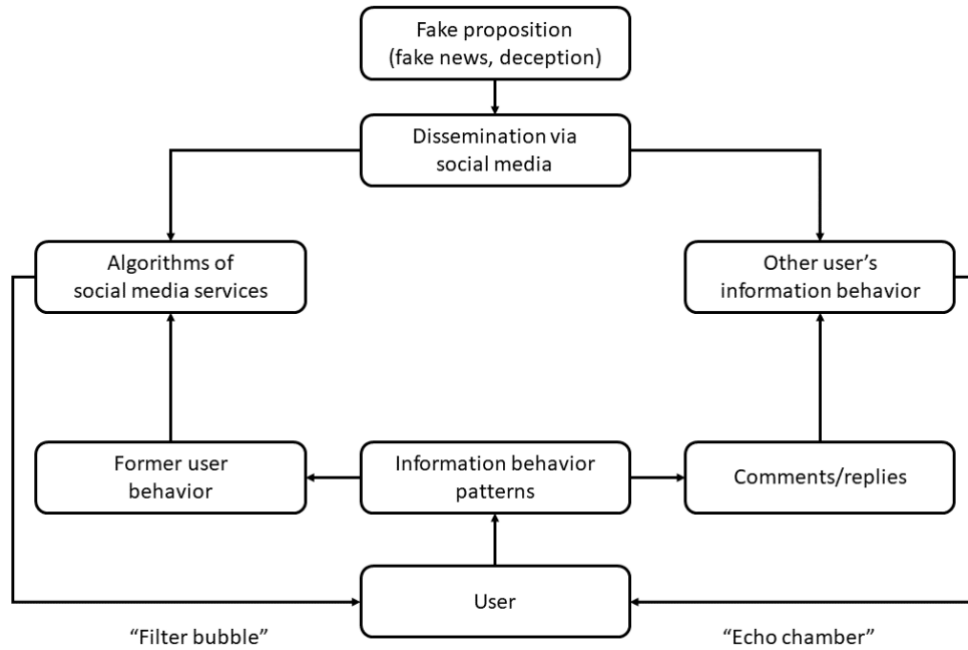 Fake proposition
(fake news, deception)
Dissemination via
social media
Algorithms of
social media services
Other user’s
information behavior
Former user
behavior
Information behavior
patterns
Comments/replies
User
“Filter bubble”
“Echo chamber”